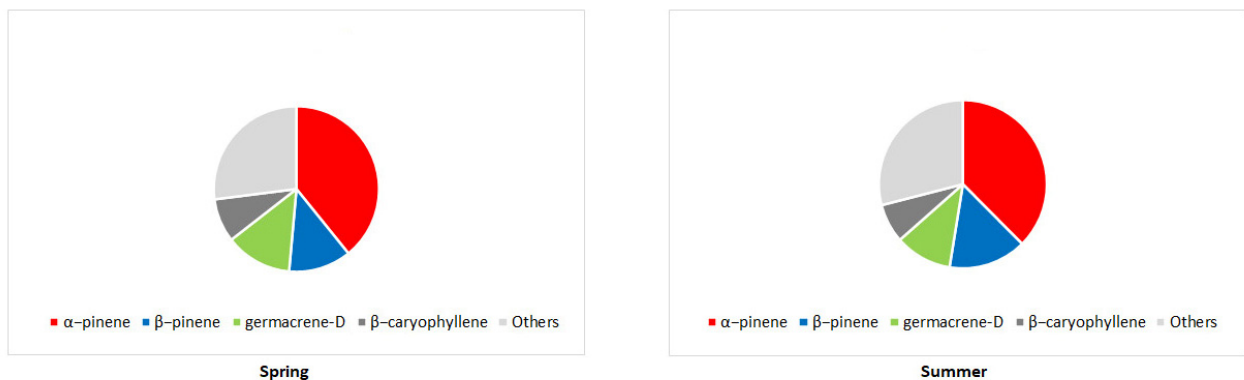 α−pinene β−pinene germacrene-D β−caryophyllene Others
Spring
α−pinene β−pinene germacrene-D β−caryophyllene Others
Summer